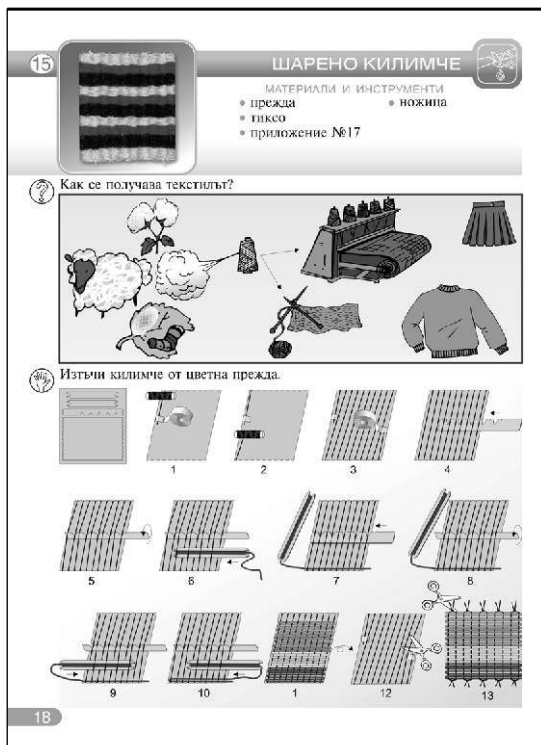 15
ШАРЕНО КИЛИМЧЕ
МАТЕРИАЛИ И ИНСТРУМЕНТИ
• прежда
• ножица
• тиксо
• приложение №17
? Как се получава текстилът?
Изтъчи килимче от цветна прежда.
1
2
3
4
5
6
7
8
9
10
1
12
13
18